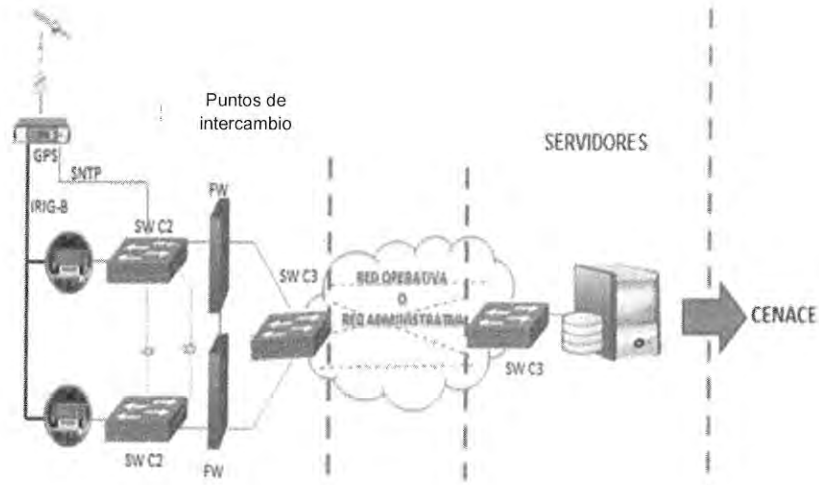 Puntos de
intercambio
SERVIDORES
GPS
SNTP
FW
IRIG-B
SW C2
SW C3
RED OPERATIVA
O
RED ADMINISTRATIVA
CENACE
SW C3
SW C2
FW